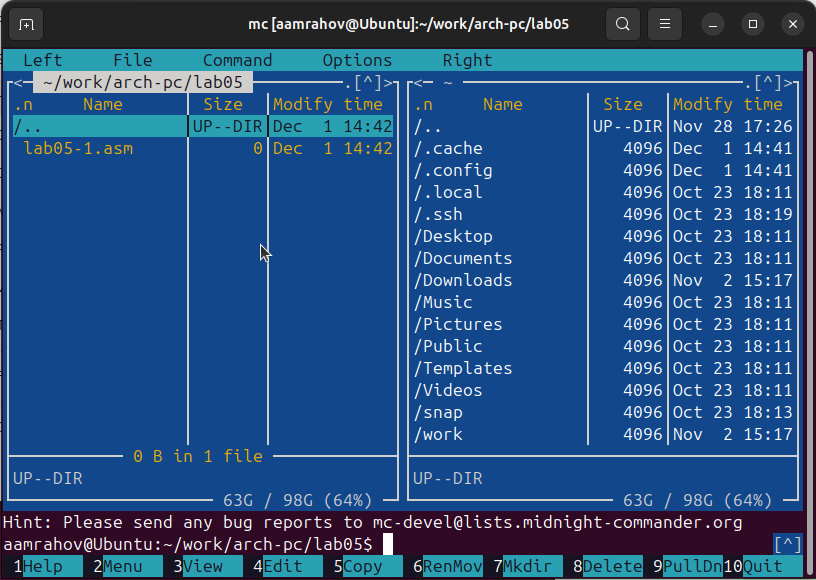 mc [aamrahov@Ubuntu]:~/work/arch-pc/lab05
Left File Command Options Right
<─ ~/work/arch-pc/lab05 ─.[^]>
.n Name Size Modify time
/.. UP--DIR Dec 1 14:42
lab05-1.asm 0 Dec 1 14:42
0 B in 1 file
UP--DIR
63G / 98G (64%)
<─ ~ ─.[^]>
.n Name Size Modify time
/.. UP--DIR Nov 28 17:26
/.cache 4096 Dec 1 14:41
/.config 4096 Dec 1 14:41
/.local 4096 Oct 23 18:11
/.ssh 4096 Oct 23 18:19
/Desktop 4096 Oct 23 18:11
/Documents 4096 Oct 23 18:11
/Downloads 4096 Nov 2 15:17
/Music 4096 Oct 23 18:11
/Pictures 4096 Oct 23 18:11
/Public 4096 Oct 23 18:11
/Templates 4096 Oct 23 18:11
/Videos 4096 Oct 23 18:11
/snap 4096 Oct 23 18:13
/work 4096 Nov 2 15:17
UP--DIR
63G / 98G (64%)
Hint: Please send any bug reports to mc-devel@lists.midnight-commander.org
aamrahov@Ubuntu:~/work/arch-pc/lab05$ [^]
1Help 2Menu 3View 4Edit 5Copy 6RenMov 7Mkdir 8Delete 9PullDn 10Quit